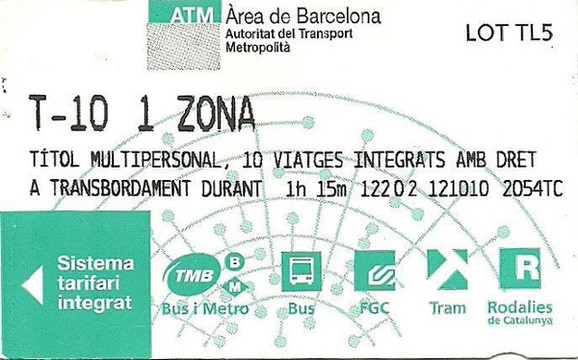 ATM Àrea de Barcelona
Autoritat del Transport
Metropolità
LOT TL5
T-10 1 ZONA
TÍTOL MULTIPERSONAL, 10 VIATGES INTEGRATS AMB DRET
A TRANSBORDAMENT DURANT 1h 15m 12202 121010 2054TC
Sistema
tarifari
integrat
TMB B M
Bus i Metro
Bus
FGC
Tram
R
Rodalies
de Catalunya